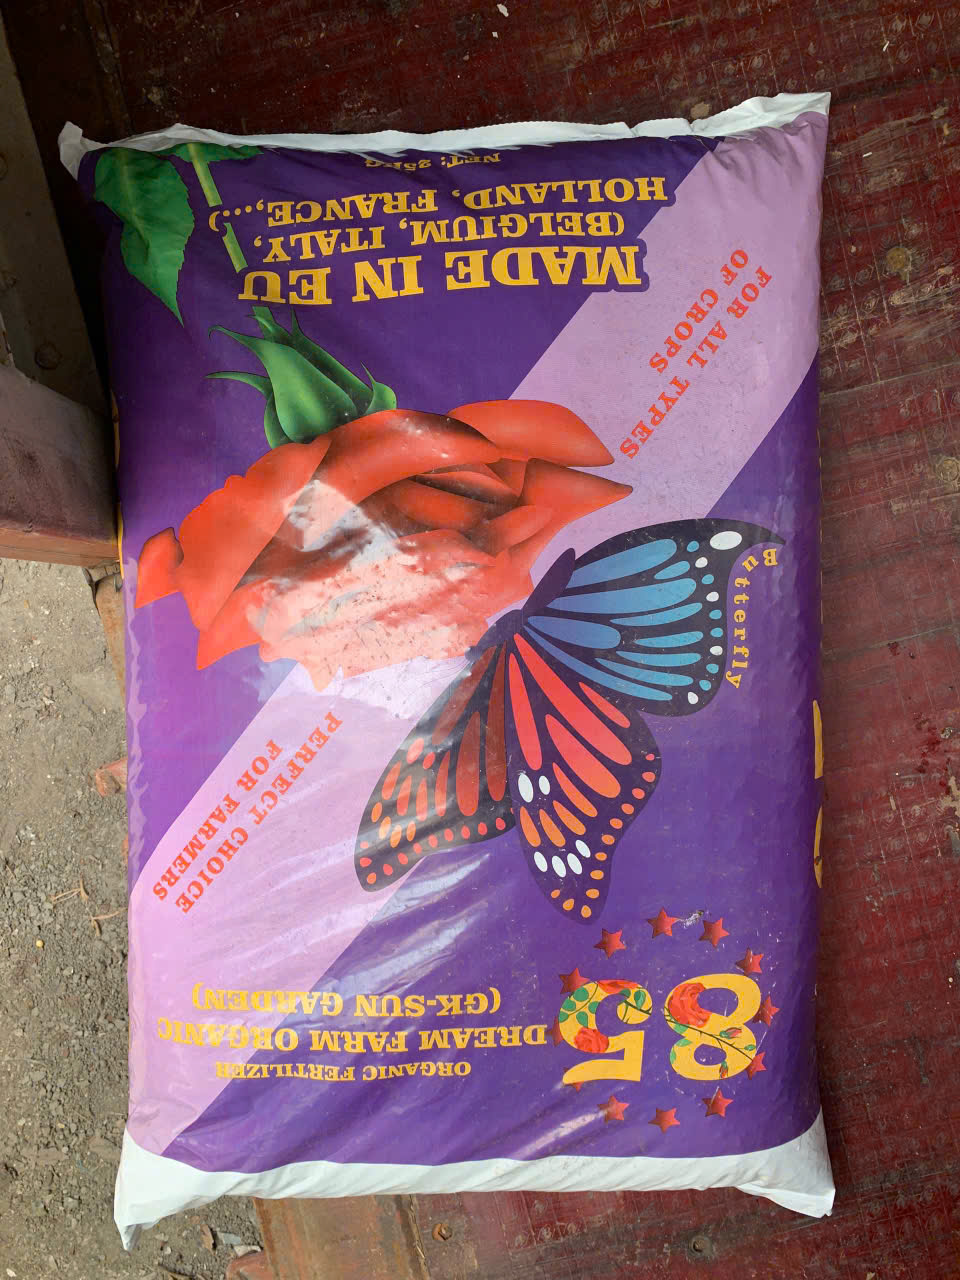 85
ORGANIC FERTILIZER
DREAM FARM ORGANIC
(GK-SUN GARDEN)
PERFECT CHOICE
FOR FARMERS
Butterfly
FOR ALL TYPES
OF CROPS
MADE IN EU
(BELGIUM, ITALY,
HOLLAND, FRANCE,....)
NET: 25KG